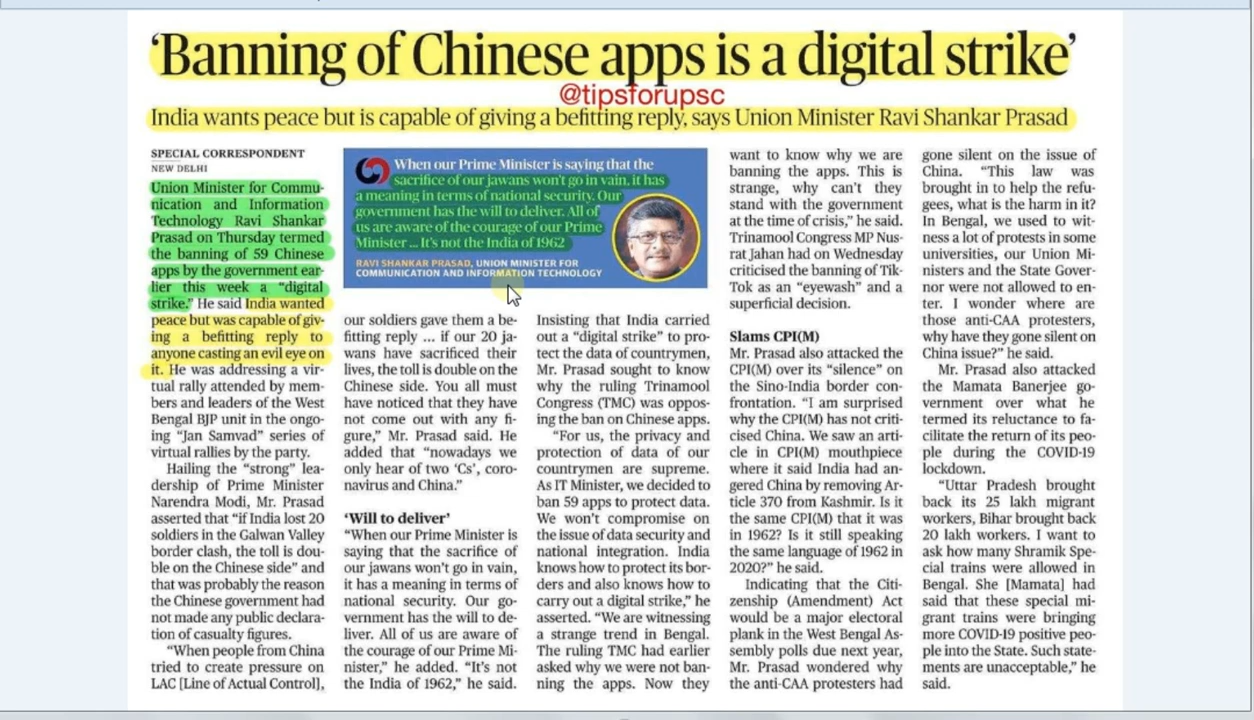 ‘Banning of Chinese apps is a digital strike’
@tipsforupsc
India wants peace but is capable of giving a befitting reply, says Union Minister Ravi Shankar Prasad
SPECIAL CORRESPONDENT
NEW DELHI
Union Minister for Commu-
nication and Information
Technology Ravi Shankar
Prasad on Thursday termed
the banning of 59 Chinese
apps by the government ear-
lier this week a “digital
strike.” He said India wanted
peace but was capable of giv-
ing a befitting reply to
anyone casting an evil eye on
it. He was addressing a vir-
tual rally attended by mem-
bers and leaders of the West
Bengal BJP unit in the ongo-
ing “Jan Samvad” series of
virtual rallies by the party.
Hailing the “strong” lea-
dership of Prime Minister
Narendra Modi, Mr. Prasad
asserted that “if India lost 20
soldiers in the Galwan Valley
border clash, the toll is dou-
ble on the Chinese side” and
that was probably the reason
the Chinese government had
not made any public declara-
tion of casualty figures.
“When people from China
tried to create pressure on
LAC [Line of Actual Control],
When our Prime Minister is saying that the
sacrifice of our jawans won't go in vain, it has
a meaning in terms of national security. Our
government has the will to deliver. All of
us are aware of the courage of our Prime
Minister ... It's not the India of 1962
RAVI SHANKAR PRASAD, UNION MINISTER FOR
COMMUNICATION AND INFORMATION TECHNOLOGY
our soldiers gave them a be-
fitting reply ... if our 20 ja-
wans have sacrificed their
lives, the toll is double on the
Chinese side. You all must
have noticed that they have
not come out with any fi-
gure,” Mr. Prasad said. He
added that “nowadays we
only hear of two ‘Cs’, coro-
navirus and China.”
‘Will to deliver’
“When our Prime Minister is
saying that the sacrifice of
our jawans won't go in vain,
it has a meaning in terms of
national security. Our go-
vernment has the will to de-
liver. All of us are aware of
the courage of our Prime Mi-
nister,” he added. “It's not
the India of 1962,” he said.
Insisting that India carried
out a “digital strike” to pro-
tect the data of countrymen,
Mr. Prasad sought to know
why the ruling Trinamool
Congress (TMC) was oppos-
ing the ban on Chinese apps.
“For us, the privacy and
protection of data of our
countrymen are supreme.
As IT Minister, we decided to
ban 59 apps to protect data.
We won't compromise on
the issue of data security and
national integration. India
knows how to protect its bor-
ders and also knows how to
carry out a digital strike,” he
asserted. “We are witnessing
a strange trend in Bengal.
The ruling TMC had earlier
asked why we were not ban-
ning the apps. Now they
want to know why we are
banning the apps. This is
strange, why can't they
stand with the government
at the time of crisis,” he said.
Trinamool Congress MP Nus-
rat Jahan had on Wednesday
criticised the banning of Tik-
Tok as an “eyewash” and a
superficial decision.
Slams CPI(M)
Mr. Prasad also attacked the
CPI(M) over its “silence” on
the Sino-India border con-
frontation. “I am surprised
why the CPI(M) has not criti-
cised China. We saw an arti-
cle in CPI(M) mouthpiece
where it said India had an-
gered China by removing Ar-
ticle 370 from Kashmir. Is it
the same CPI(M) that it was
in 1962? Is it still speaking
the same language of 1962 in
2020?” he said.
Indicating that the Citi-
zenship (Amendment) Act
would be a major electoral
plank in the West Bengal As-
sembly polls due next year,
Mr. Prasad wondered why
the anti-CAA protesters had
gone silent on the issue of
China. “This law was
brought in to help the refu-
gees, what is the harm in it?
In Bengal, we used to wit-
ness a lot of protests in some
universities, our Union Mi-
nisters and the State Gover-
nor were not allowed to en-
ter. I wonder where are
those anti-CAA protesters,
why have they gone silent on
China issue?” he said.
Mr. Prasad also attacked
the Mamata Banerjee go-
vernment over what he
termed its reluctance to fa-
cilitate the return of its peo-
ple during the COVID-19
lockdown.
“Uttar Pradesh brought
back its 25 lakh migrant
workers, Bihar brought back
20 lakh workers. I want to
ask how many Shramik Spe-
cial trains were allowed in
Bengal. She [Mamata] had
said that these special mi-
grant trains were bringing
more COVID-19 positive peo-
ple into the State. Such state-
ments are unacceptable,” he
said.